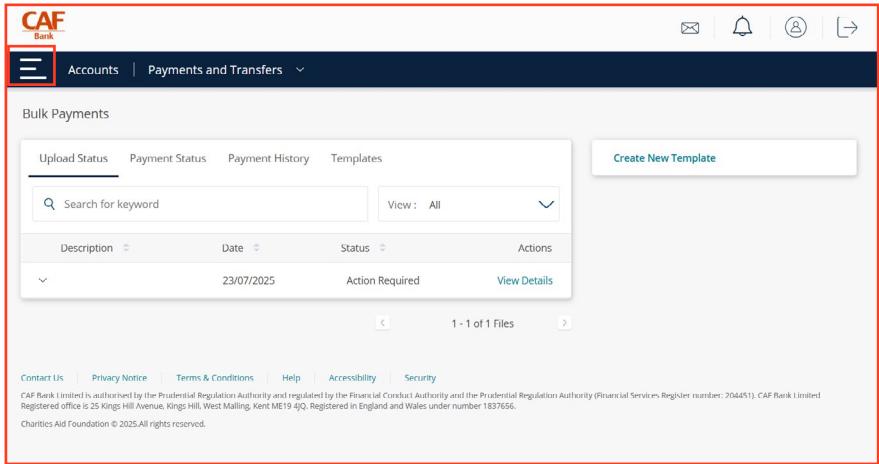 CAF
Bank
Accounts Payments and Transfers
Bulk Payments
Upload Status Payment Status Payment History Templates
Create New Template
Search for keyword View : All
Description Date Status Actions
23/07/2025 Action Required View Details
1 - 1 of 1 Files
Contact Us Privacy Notice Terms & Conditions Help Accessibility Security
CAF Bank Limited is authorised by the Prudential Regulation Authority and regulated by the Financial Conduct Authority and the Prudential Regulation Authority (Financial Services Register number: 204451). CAF Bank Limited
Registered office is 25 Kings Hill Avenue, Kings Hill, West Malling, Kent ME19 4JQ. Registered in England and Wales under number 1837656.
Charities Aid Foundation © 2025.All rights reserved.